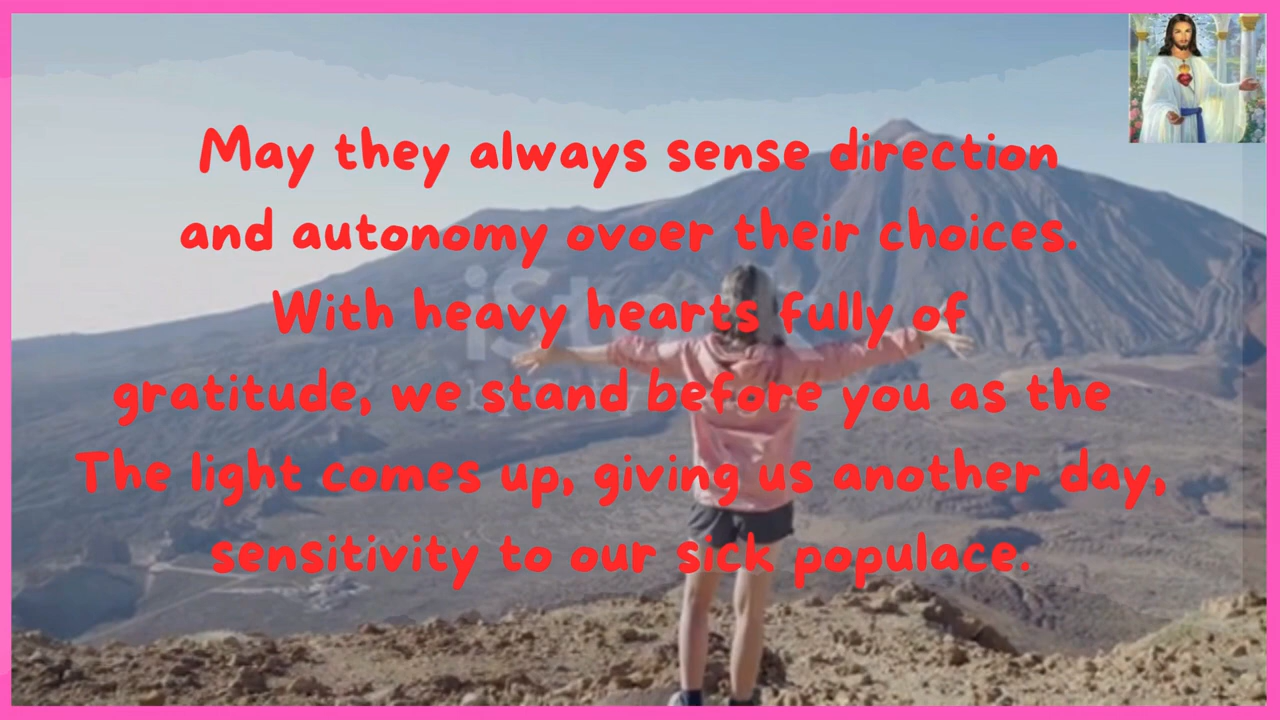 May they always sense direction
and autonomy ovoer their choices.
With heavy hearts fully of
gratitude, we stand before you as the
The light comes up, giving us another day,
sensitivity to our sick populace.
iStock